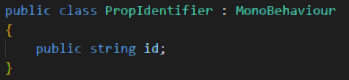 public class PropIdentifier : MonoBehaviour
{
    public string id;
}